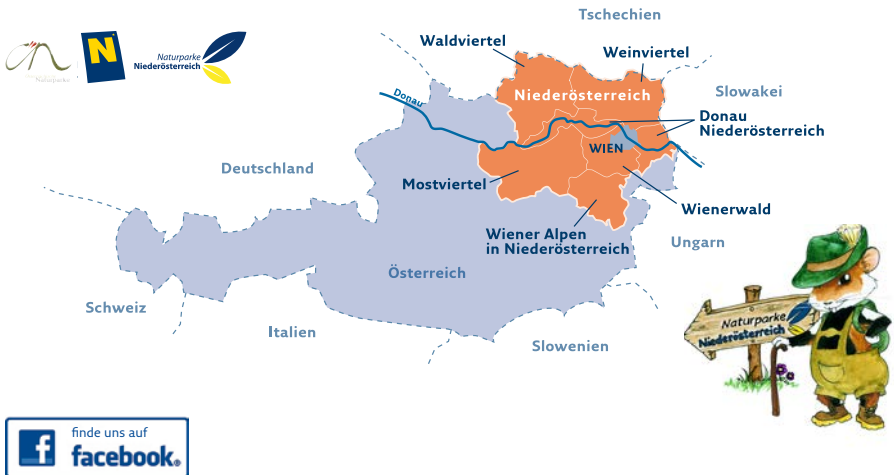 Tschechien
Waldviertel
Weinviertel
N
Naturparke
Naturparke
Niederösterreich
Niederösterreich
Slowakei
Donau
Donau
Niederösterreich
WIEN
Deutschland
Mostviertel
Wienerwald
Wiener Alpen
in Niederösterreich
Ungarn
Österreich
Schweiz
Italien
Slowenien
Naturparke
Niederösterreich
finde uns auf
f facebook®